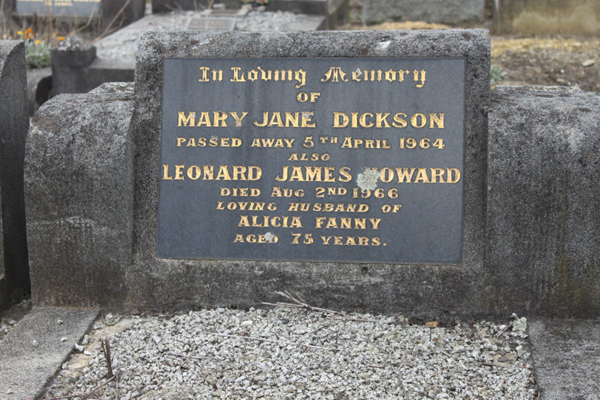 In Loving Memory
OF
MARY JANE DICKSON
PASSED AWAY 5TH APRIL 1964
ALSO
LEONARD JAMES
DIED AUG 2ND 1966
LOVING HUSBAND OF
ALICIA FANNY
AGED 75 YEARS.